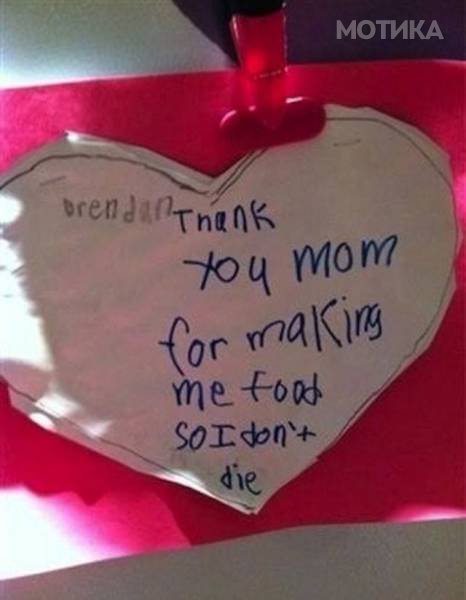 МОТИКА
brendan
Thank
you mom
for making
me food
so I don't
die